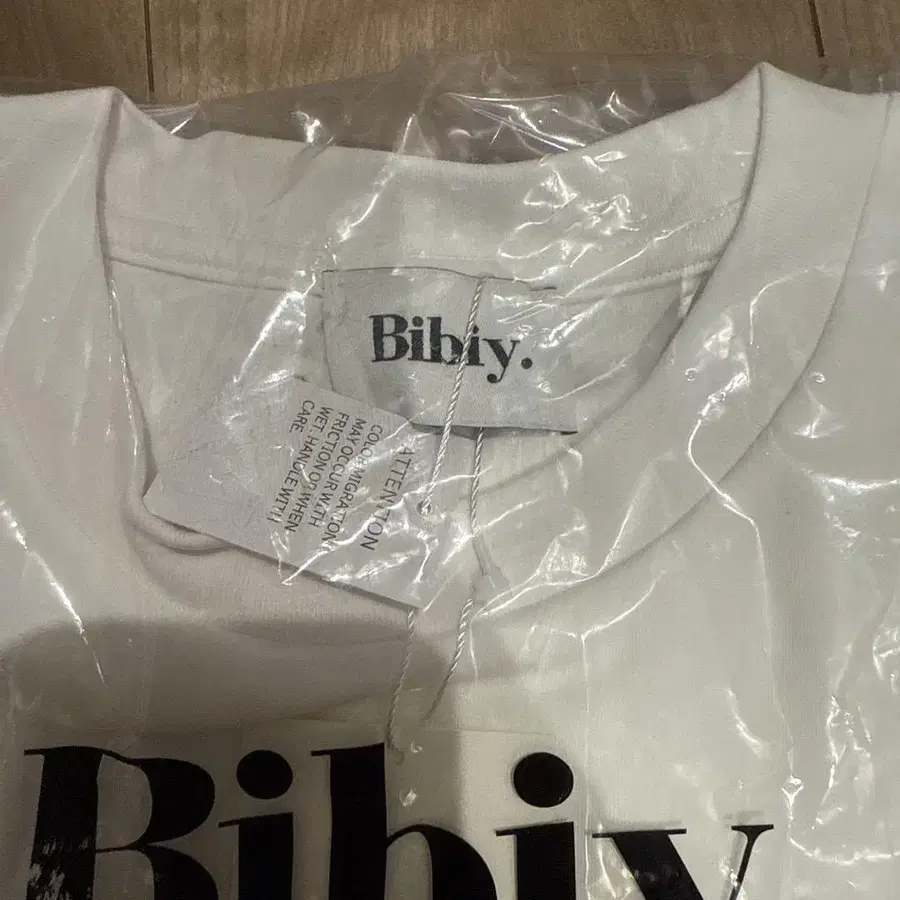 Bibiy.
ATTENTION
COLOR MIGRATION
MAY OCCUR WITH
FRICTION OR WHEN
WET. HANDLE WITH
CARE.
Bibiy